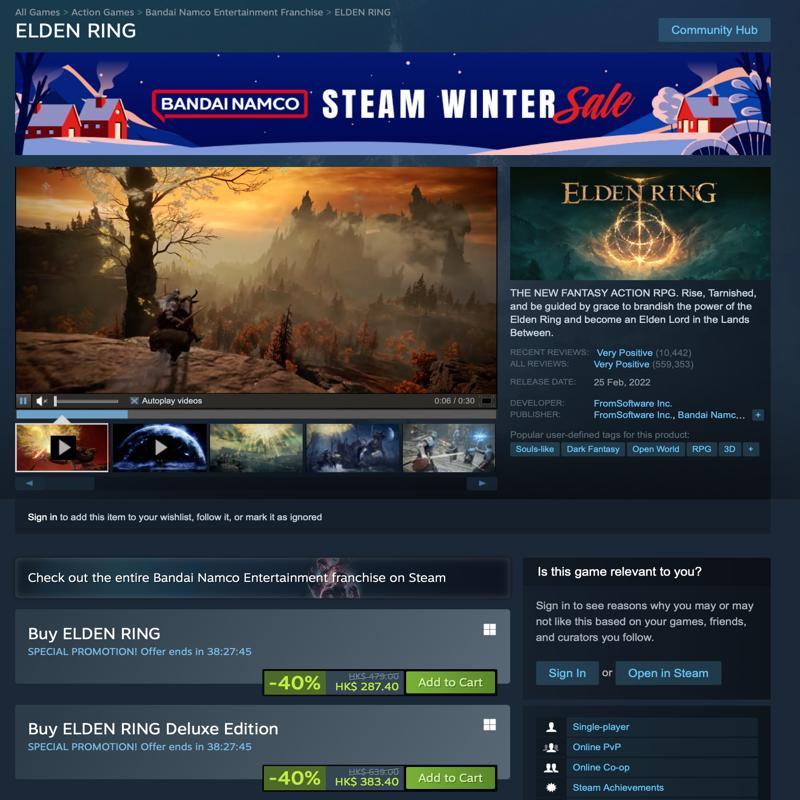 All Games > Action Games > Bandai Namco Entertainment Franchise > ELDEN RING
ELDEN RING
Community Hub
BANDAI NAMCO STEAM WINTER Sale
ELDEN RING
THE NEW FANTASY ACTION RPG. Rise, Tarnished,
and be guided by grace to brandish the power of the
Elden Ring and become an Elden Lord in the Lands
Between.
RECENT REVIEWS: Very Positive (10,442)
ALL REVIEWS: Very Positive (559,353)
RELEASE DATE: 25 Feb, 2022
DEVELOPER: FromSoftware Inc.
PUBLISHER: FromSoftware Inc., Bandai Namc... +
Popular user-defined tags for this product:
Souls-like Dark Fantasy Open World RPG 3D +
Autoplay videos 0:06 / 0:30
Sign in to add this item to your wishlist, follow it, or mark it as ignored
Check out the entire Bandai Namco Entertainment franchise on Steam
Buy ELDEN RING
SPECIAL PROMOTION! Offer ends in 38:27:45
-40% HK$ 479.00 HK$ 287.40 Add to Cart
Buy ELDEN RING Deluxe Edition
SPECIAL PROMOTION! Offer ends in 38:27:45
-40% HK$ 639.00 HK$ 383.40 Add to Cart
Is this game relevant to you?
Sign in to see reasons why you may or may
not like this based on your games, friends,
and curators you follow.
Sign In or Open in Steam
Single-player
Online PvP
Online Co-op
Steam Achievements